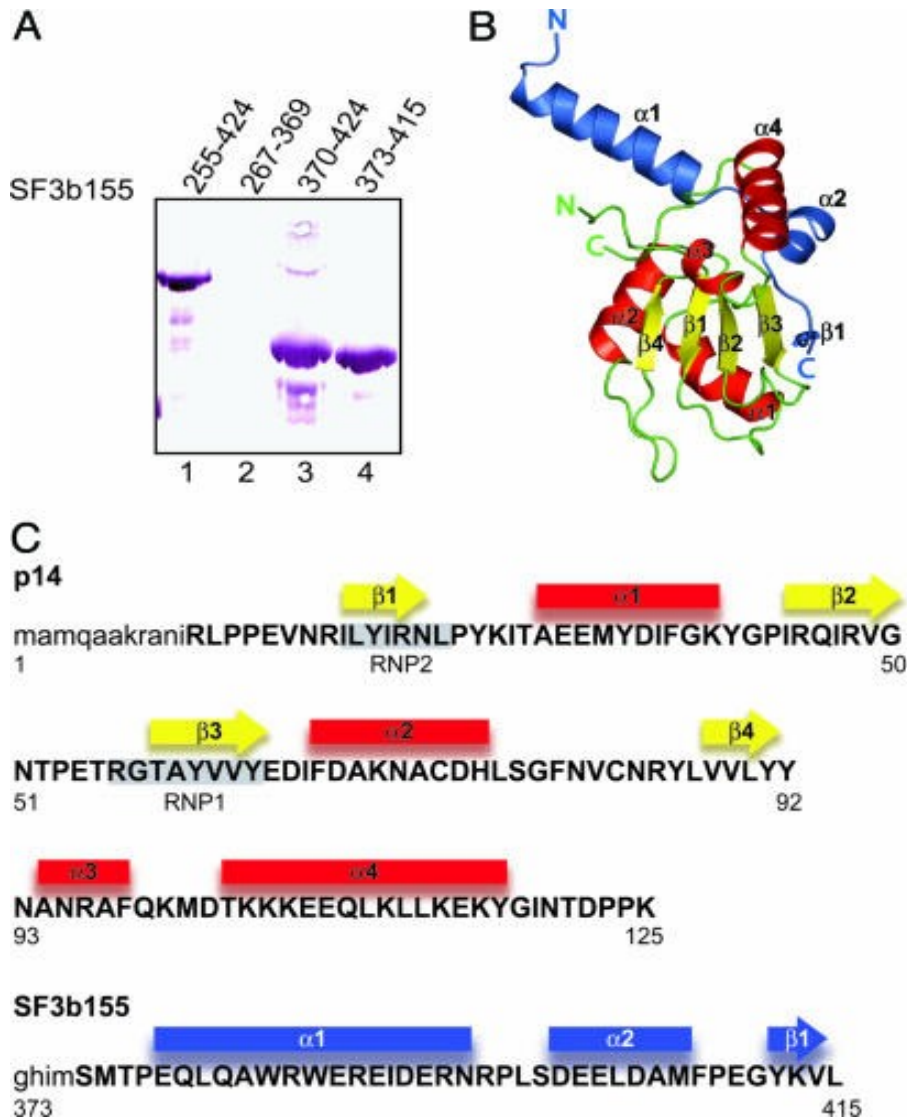 A
SF3b155
255-424
267-369
370-424
373-415
1 2 3 4
B
N
α1
α4
α2
N
C
α3
α2
β4
β1
β2
β3
β1
C
α1
C
p14
β1 α1 β2
mamqaakraniRLPPEVNRILYIRNLPYKITAEEMYDIFGKYGPIRQIRVG
1 RNP2 50
β3 α2 β4
NTPETRGTAYVVYEDIFDAKNACDHLSGFNVCNRYLVVLYY
51 RNP1 92
α3 α4
NANRAFQKMDTKKKEEQLKLLKEKYGINTDPPK
93 125
SF3b155
α1 α2 β1
ghimSMTPEQLQAWRWEREIDERNRPLSDEELDAMFPEGYKVL
373 415